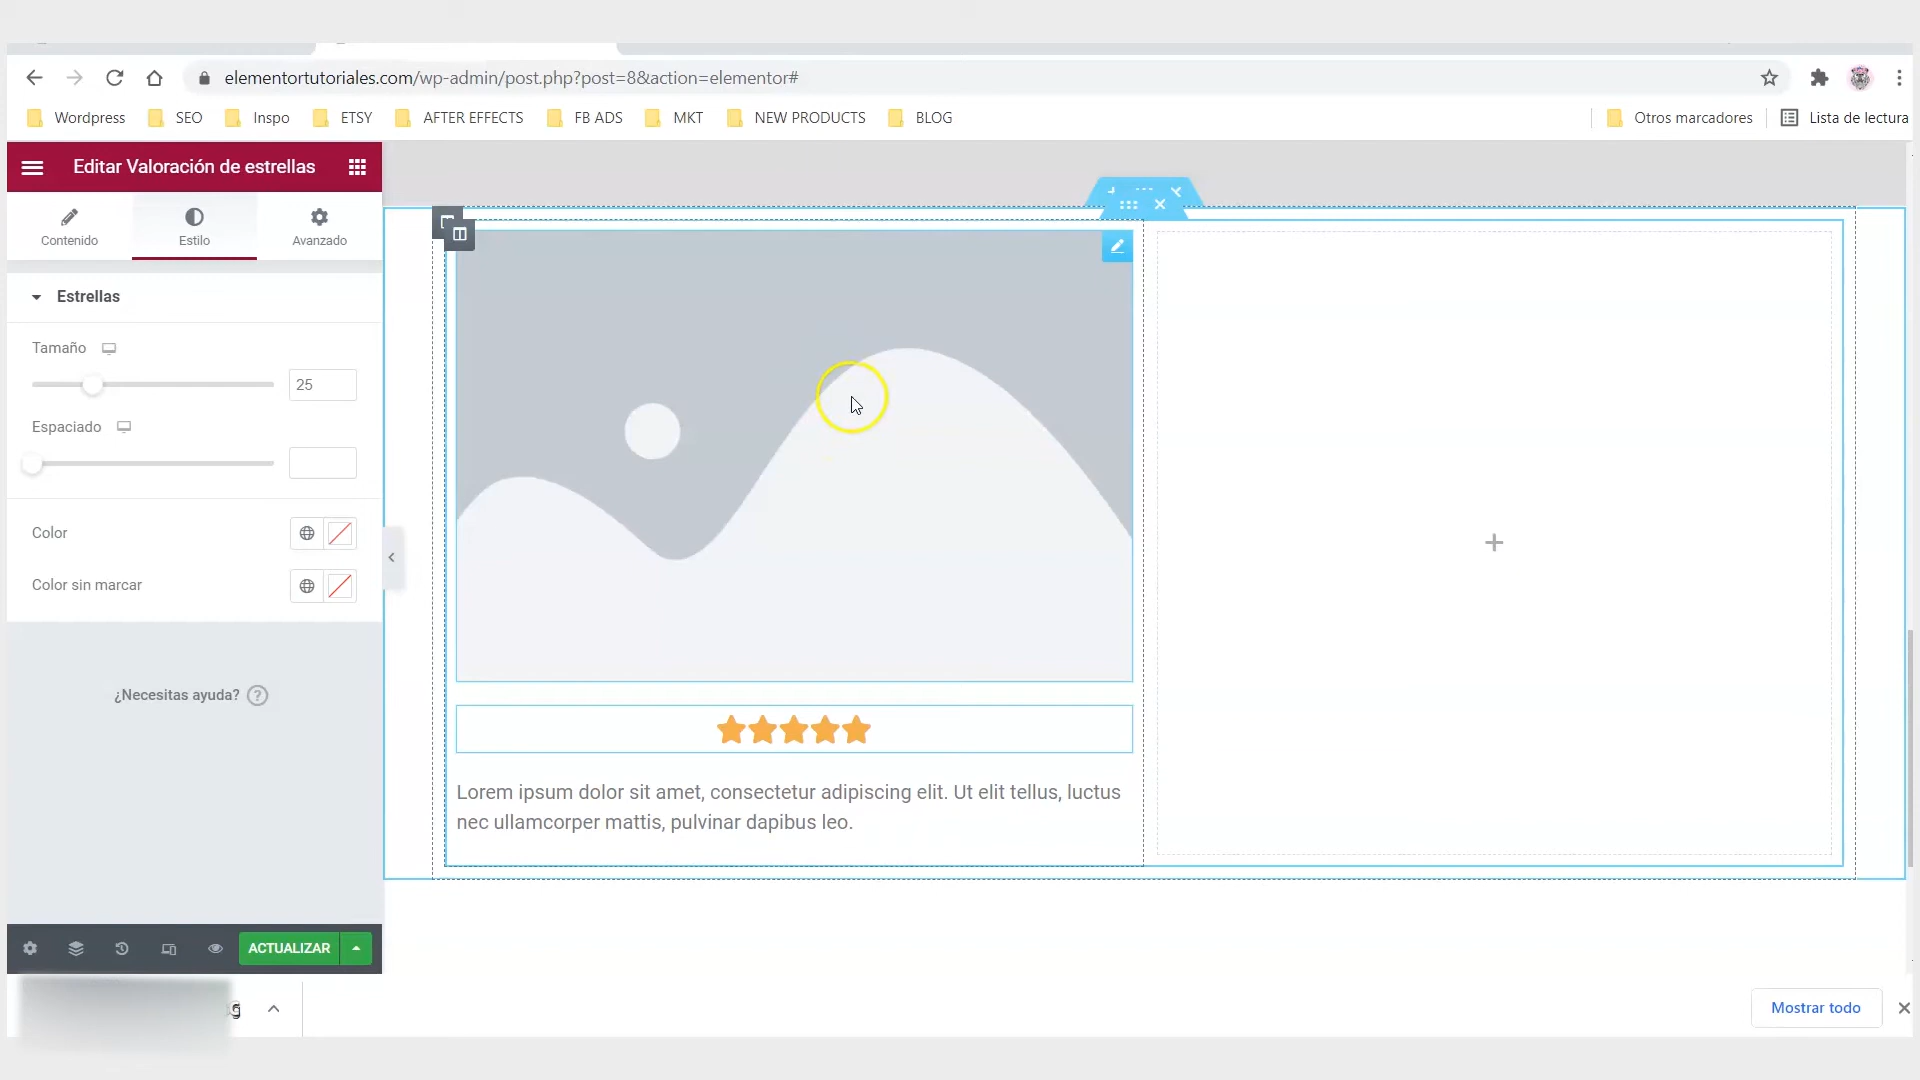 elementortutoriales.com/wp-admin/post.php?post=8&action=elementor#
Wordpress SEO Inspo ETSY AFTER EFFECTS FB ADS MKT NEW PRODUCTS BLOG Otros marcadores Lista de lectura
Editar Valoración de estrellas
Contenido Estilo Avanzado
Estrellas
Tamaño
25
Espaciado
Color
Color sin marcar
¿Necesitas ayuda? ?
Lorem ipsum dolor sit amet, consectetur adipiscing elit. Ut elit tellus, luctus
nec ullamcorper mattis, pulvinar dapibus leo.
ACTUALIZAR
Mostrar todo